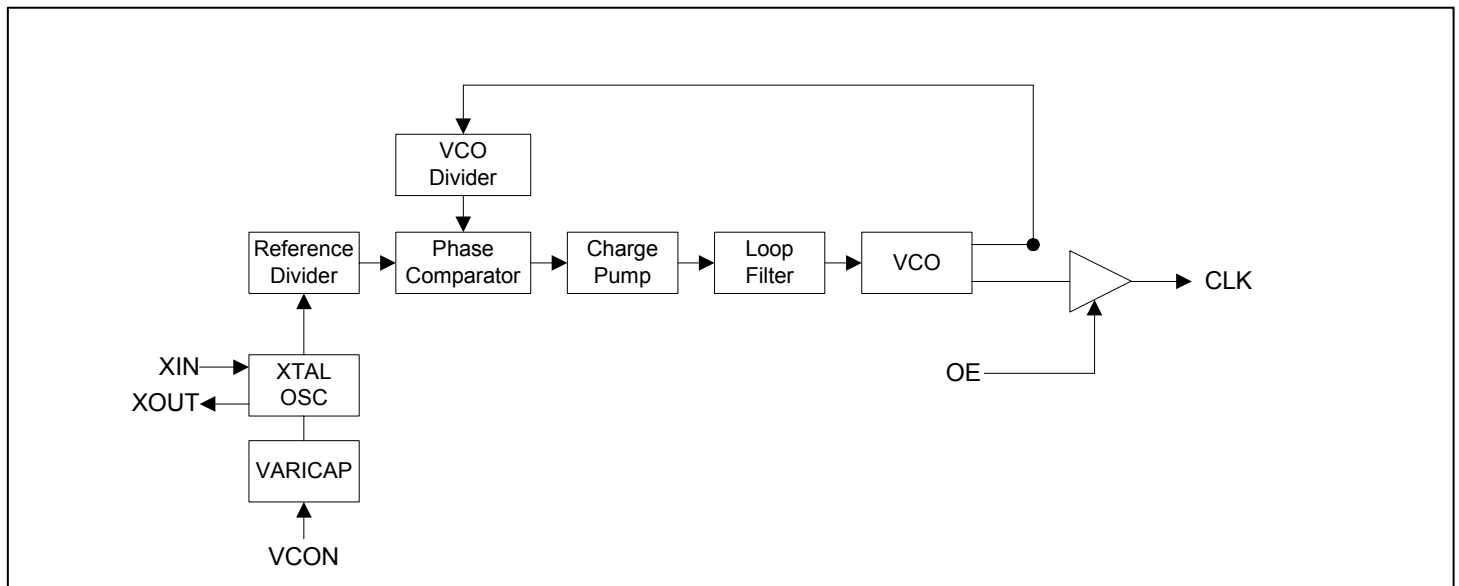 VCO
Divider
Reference
Divider
Phase
Comparator
Charge
Pump
Loop
Filter
VCO
CLK
XIN
XOUT
XTAL
OSC
OE
VARICAP
VCON